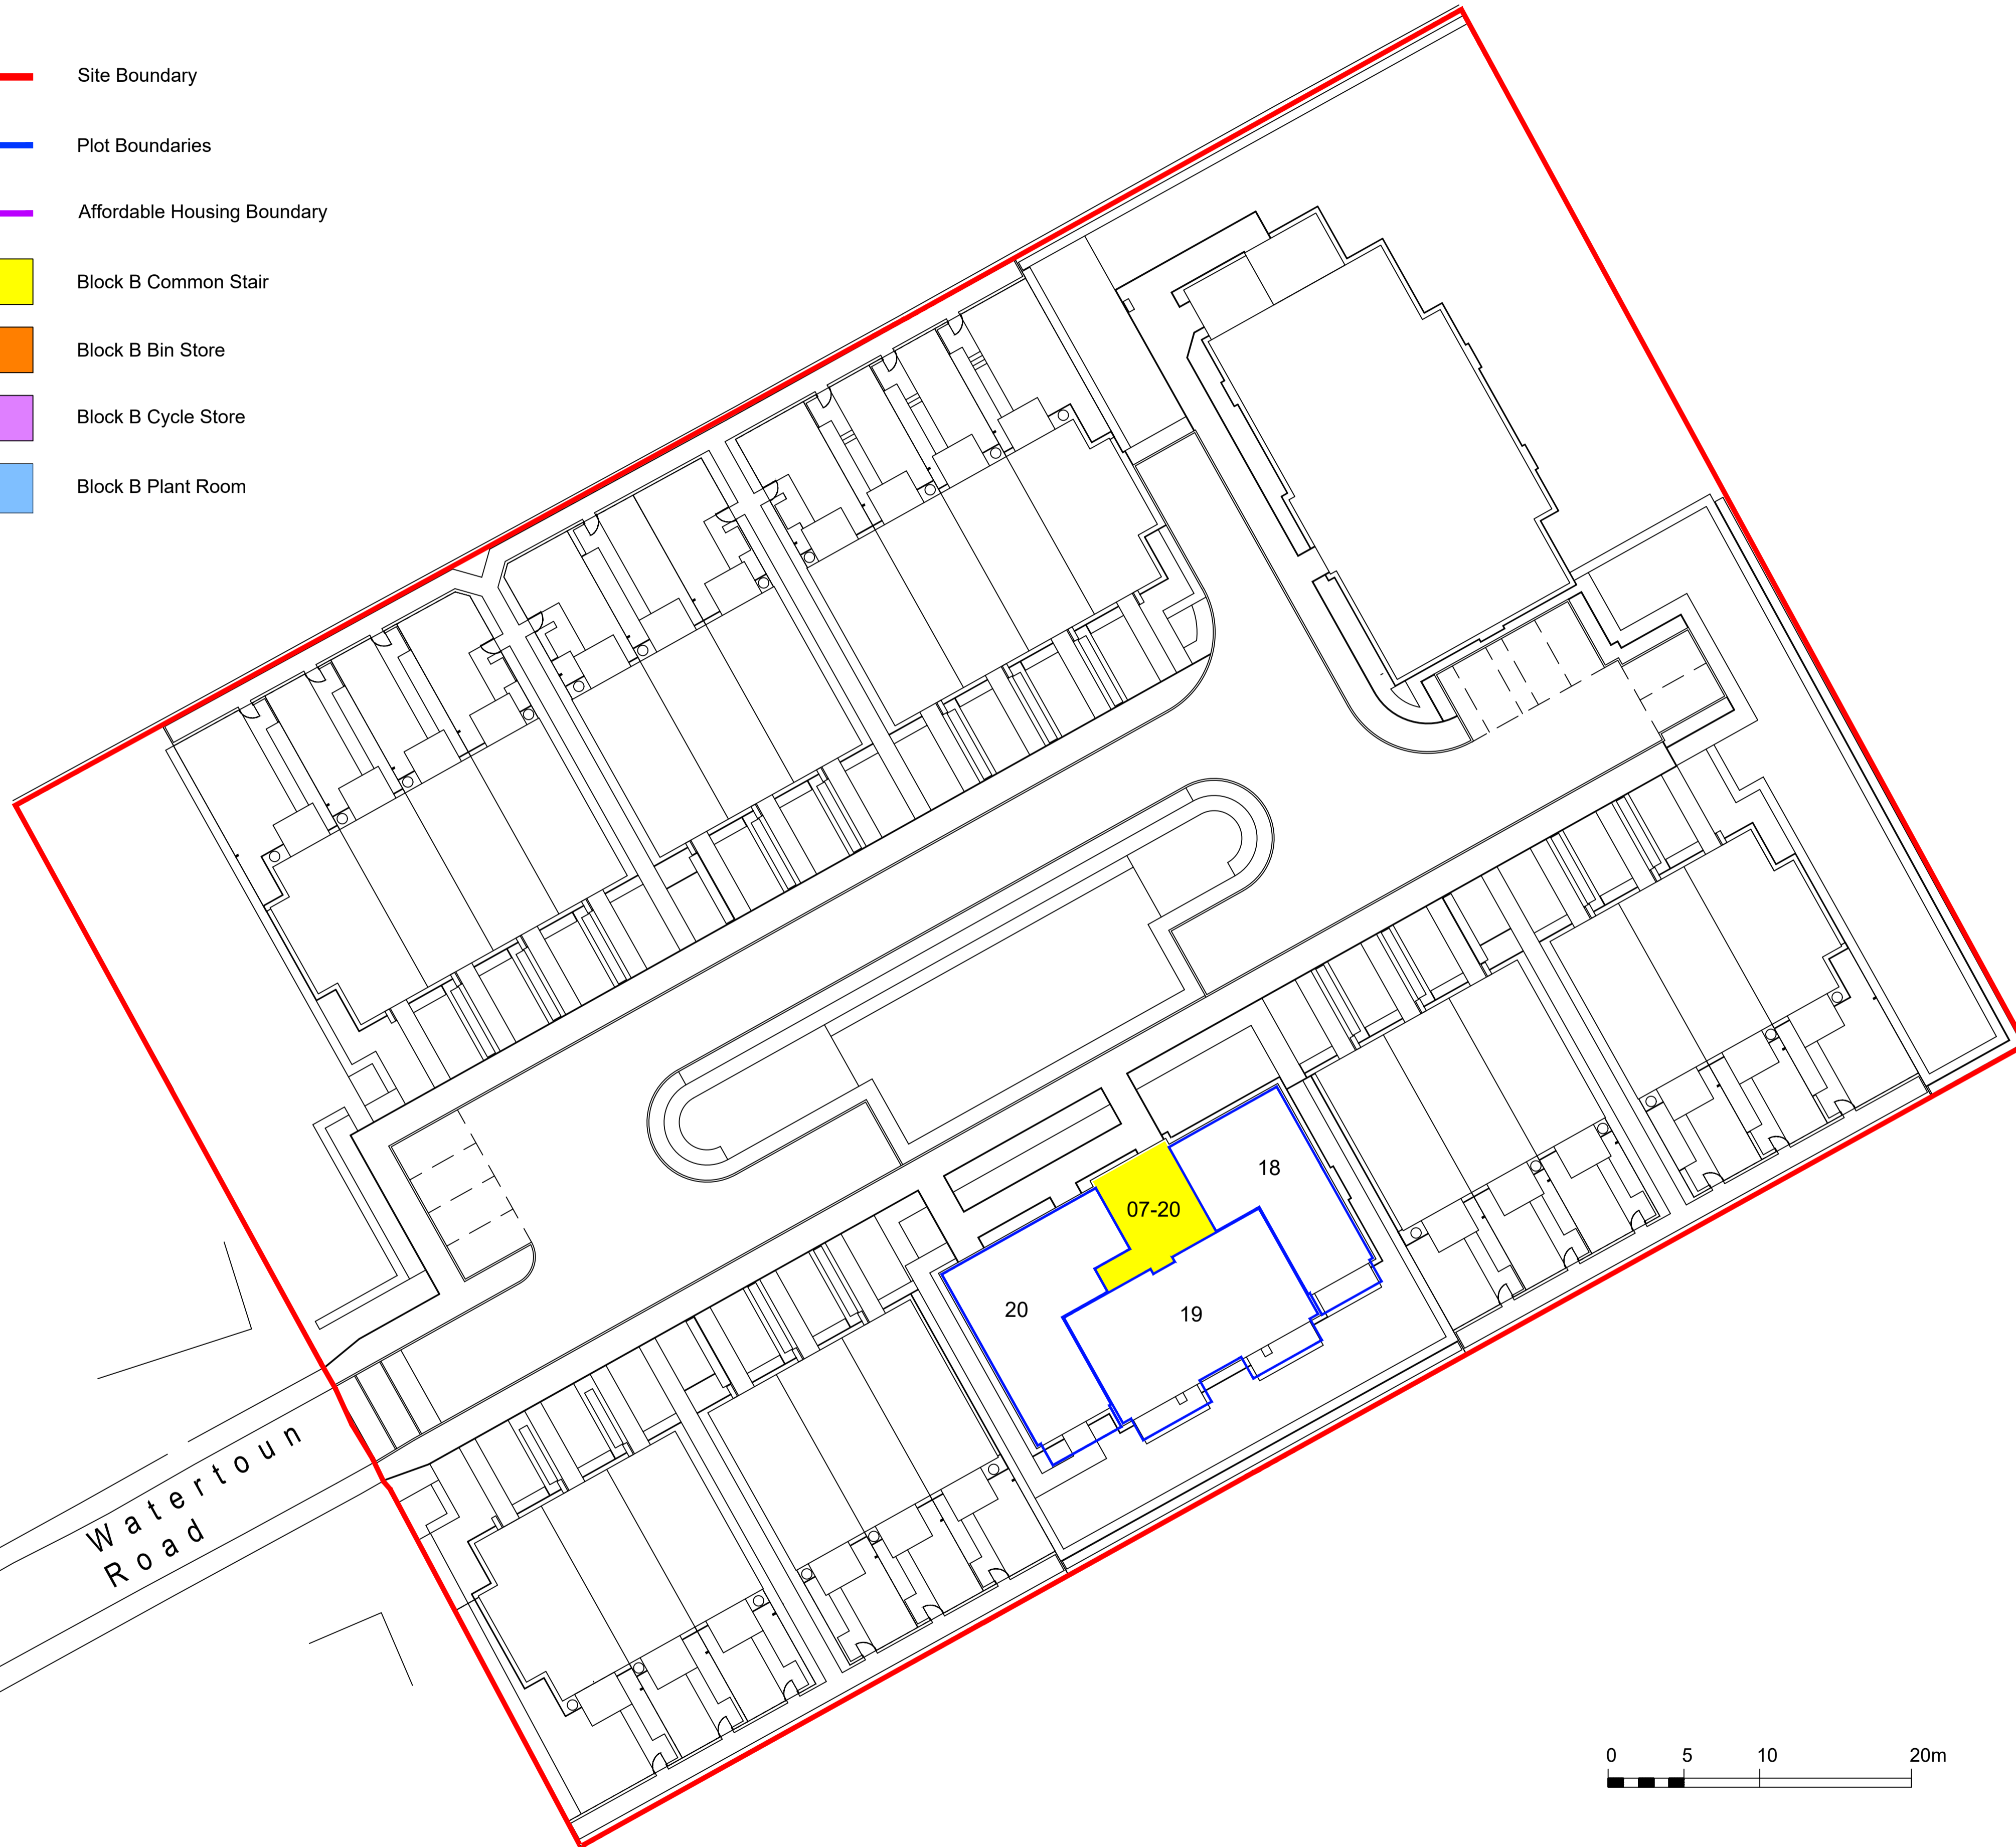 Site Boundary
Plot Boundaries
Affordable Housing Boundary
Block B Common Stair
Block B Bin Store
Block B Cycle Store
Block B Plant Room
18
07-20
20
19
Watertoun
Road
0 5 10 20m